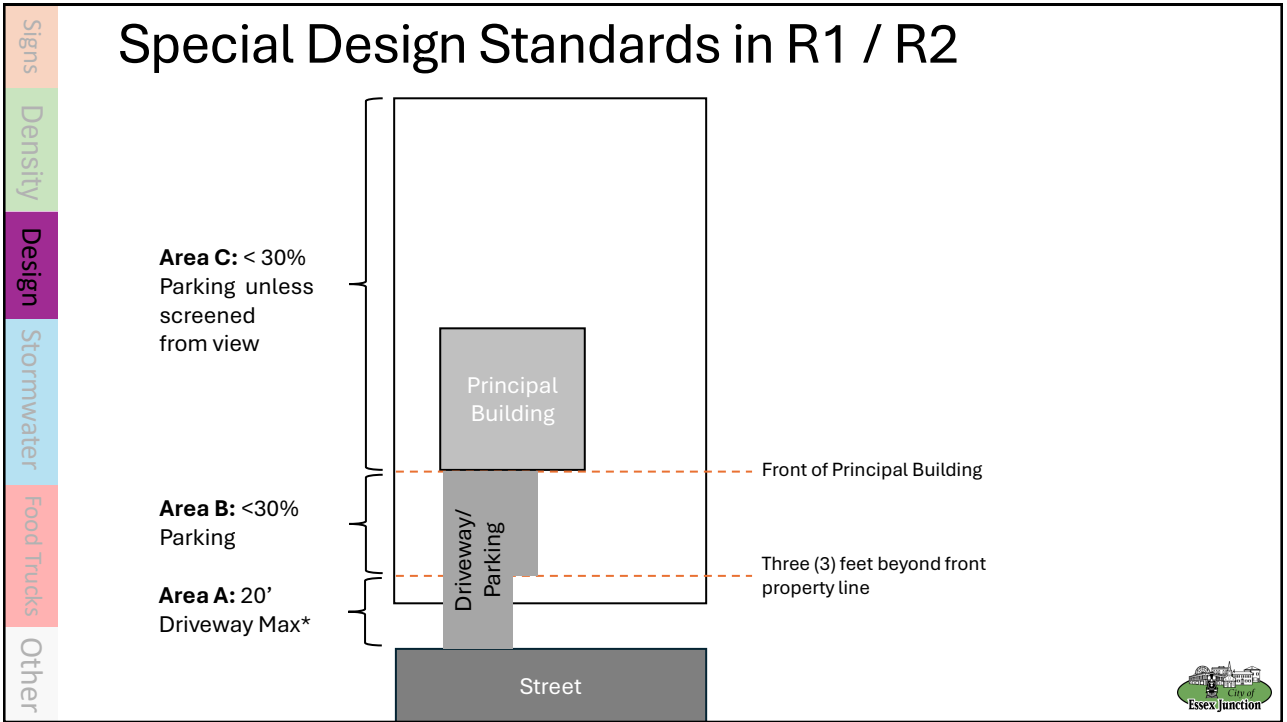 Special Design Standards in R1 / R2
Signs
Density
Design
Stormwater
Food Trucks
Other
Area C: < 30%
Parking unless
screened
from view
Principal
Building
Front of Principal Building
Area B: <30%
Parking
Driveway/
Parking
Three (3) feet beyond front
property line
Area A: 20’
Driveway Max*
Street
City of
Essex Junction